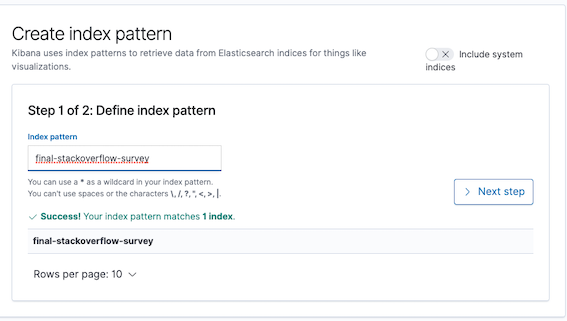 Create index pattern
Kibana uses index patterns to retrieve data from Elasticsearch indices for things like
visualizations.
Include system
indices
Step 1 of 2: Define index pattern
Index pattern
final-stackoverflow-survey
You can use a * as a wildcard in your index pattern.
You can't use spaces or the characters \, /, ?, ", <, >, |.
Next step
Success! Your index pattern matches 1 index.
final-stackoverflow-survey
Rows per page: 10